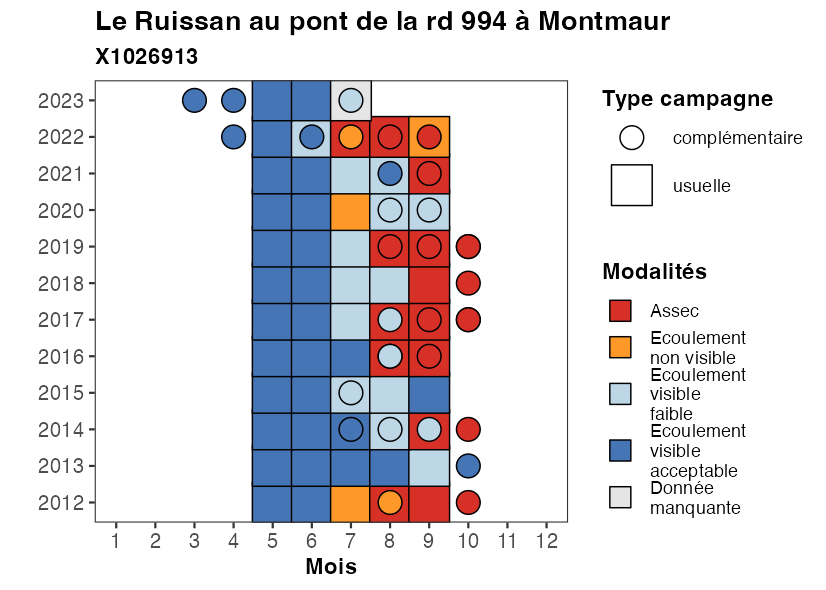 Le Ruissan au pont de la rd 994 à Montmaur
X1026913
2023
2022
2021
2020
2019
2018
2017
2016
2015
2014
2013
2012
1 2 3 4 5 6 7 8 9 10 11 12
Mois
Type campagne
complémentaire
usuelle
Modalités
Assec
Ecoulement
non visible
Ecoulement
visible
faible
Ecoulement
visible
acceptable
Donnée
manquante